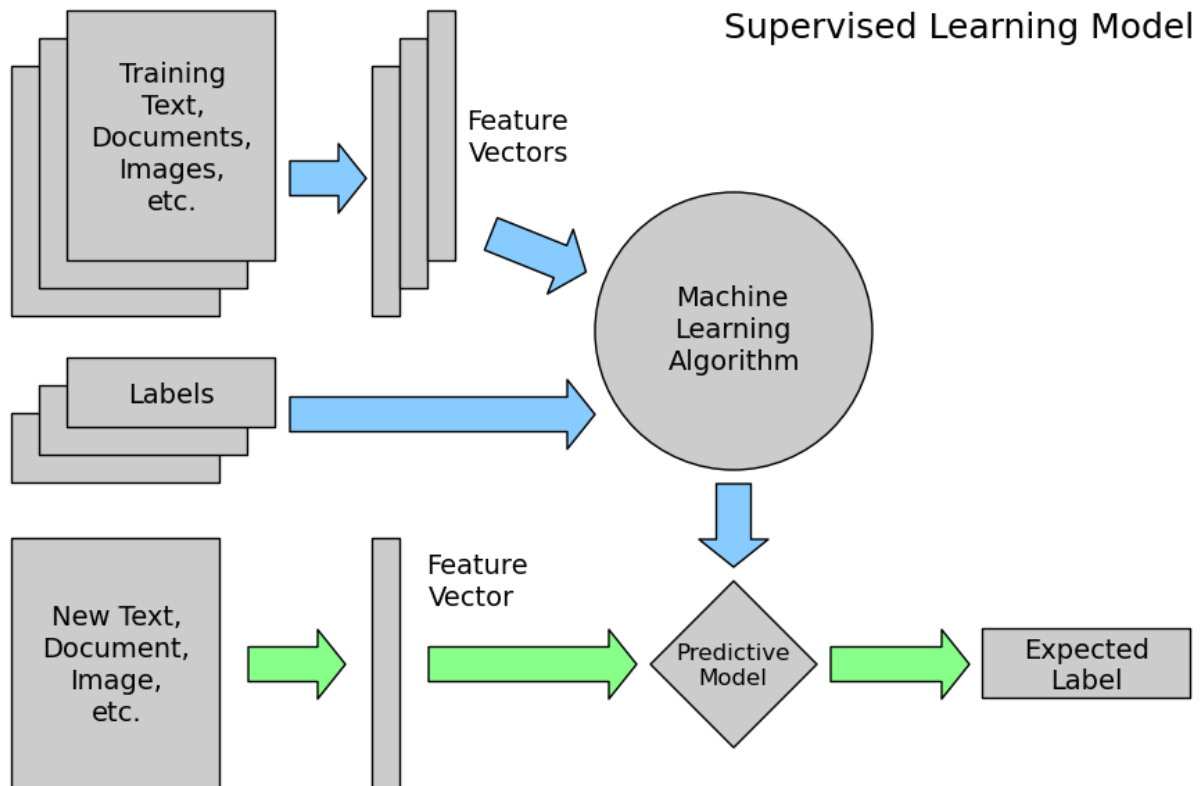 Supervised Learning Model
Training
Text,
Documents,
Images,
etc.
Feature
Vectors
Machine
Learning
Algorithm
Labels
New Text,
Document,
Image,
etc.
Feature
Vector
Predictive
Model
Expected
Label